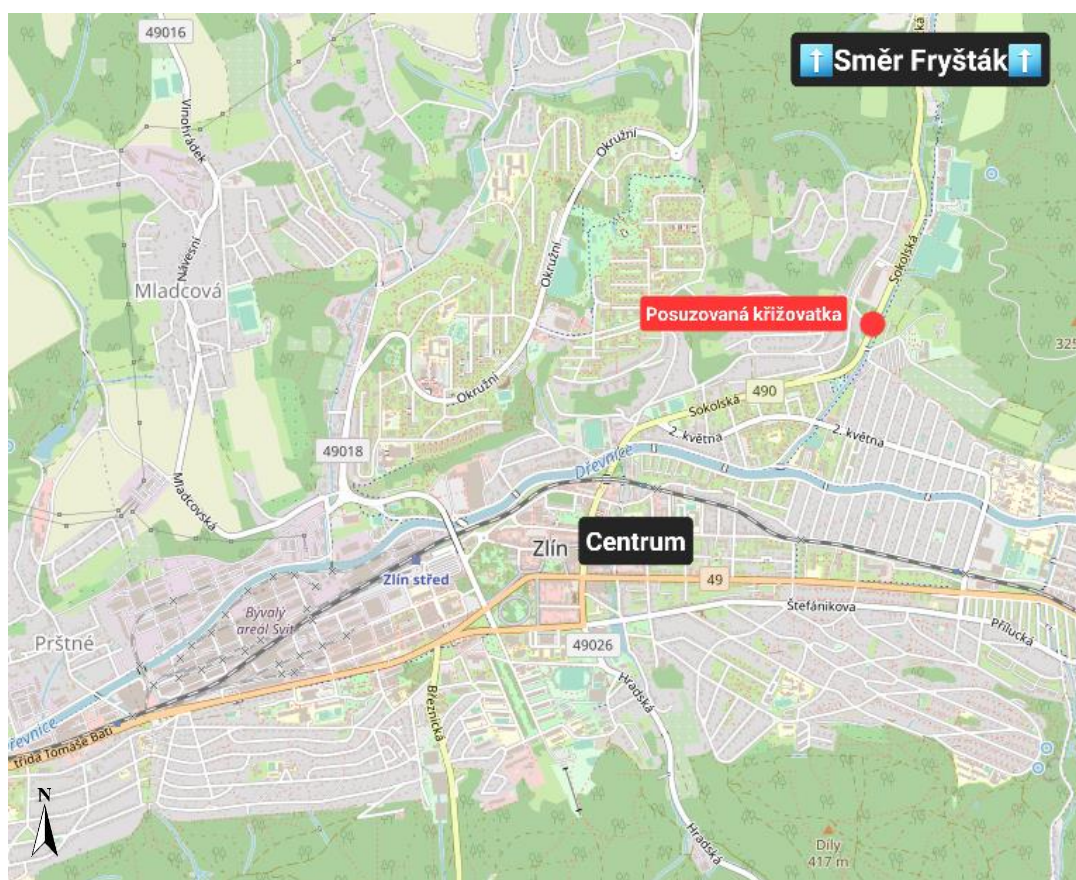 49016
Směr Fryšták
Vinohrádek
Okružní
Návesní
Mladcová
Okružní
Sokolská
Posuzovaná křižovatka
Okružní
490
Sokolská
2. května
2. května
49018
Dřevnice
Mladcovská
Zlín
Centrum
Zlín střed
49
Bývalý
areál Svit
Štefánikova
Přílucká
Prštné
49026
Hradská
Březnická
Dřevnice
třída Tomáše Bati
N
Hradská
Díly
417 m